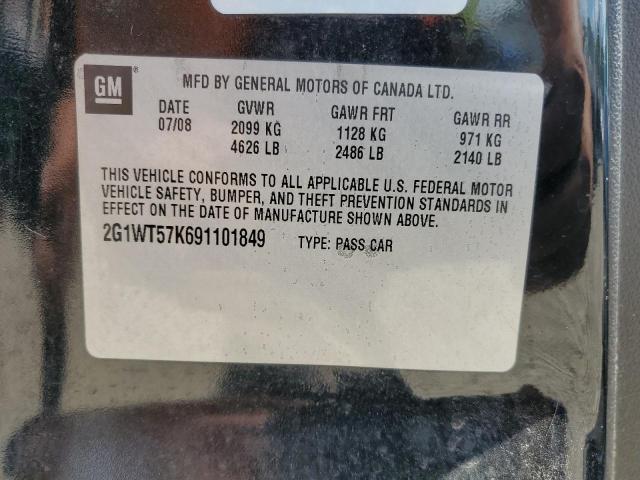 GM ® MFD BY GENERAL MOTORS OF CANADA LTD.
DATE GVWR GAWR FRT GAWR RR
07/08 2099 KG 1128 KG 971 KG
4626 LB 2486 LB 2140 LB
THIS VEHICLE CONFORMS TO ALL APPLICABLE U.S. FEDERAL MOTOR
VEHICLE SAFETY, BUMPER, AND THEFT PREVENTION STANDARDS IN
EFFECT ON THE DATE OF MANUFACTURE SHOWN ABOVE.
2G1WT57K691101849 TYPE: PASS CAR